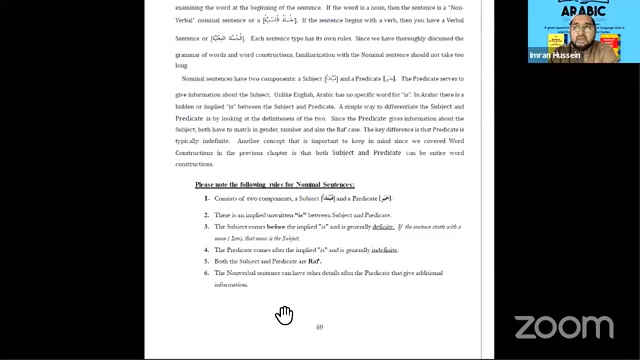 examining the word at the beginning of the sentence. If the word is a noun, then the sentence is a "Non-
Verbal" nominal sentence or a [جُمْلَةٌ اِسْمِيَّةٌ]. If the sentence begins with a verb, then you have a Verbal
Sentence or [الجُمْلَةُ الفِعْلِيَّةُ]. Each sentence type has its own rules. Since we have thoroughly discussed the
grammar of words and word constructions, familiarization with the Nominal sentence should not take too
long.
Nominal sentences have two components: a Subject [مُبْتَدَأ] and a Predicate [خَبَر]. The Predicate serves to
give information about the Subject. Unlike English, Arabic has no specific word for "is". In Arabic there is a
hidden or implied "is" between the Subject and Predicate. A simple way to differentiate the Subject and
Predicate is by looking at the definiteness of the two. Since the Predicate gives information about the
Subject, both have to match in gender, number and also the Raf' case. The key difference is that Predicate is
typically indefinite. Another concept that is important to keep in mind since we covered Word
Constructions in the previous chapter is that both Subject and Predicate can be entire word
constructions.
Please note the following rules for Nominal Sentences:
1. Consists of two components, a Subject [مُبْتَدَأ] and a Predicate [خَبَر].
2. There is an implied unwritten "is" between Subject and Predicate.
3. The Subject comes before the implied "is" and is generally definite. If the sentence starts with a
noun (Ism), that noun is the Subject.
4. The Predicate comes after the implied "is" and is generally indefinite.
5. Both the Subject and Predicate are Raf'.
6. The Nonverbal sentence can have other details after the Predicate that give additional
information.
69
ARABIC
Imran Hussein
zoom